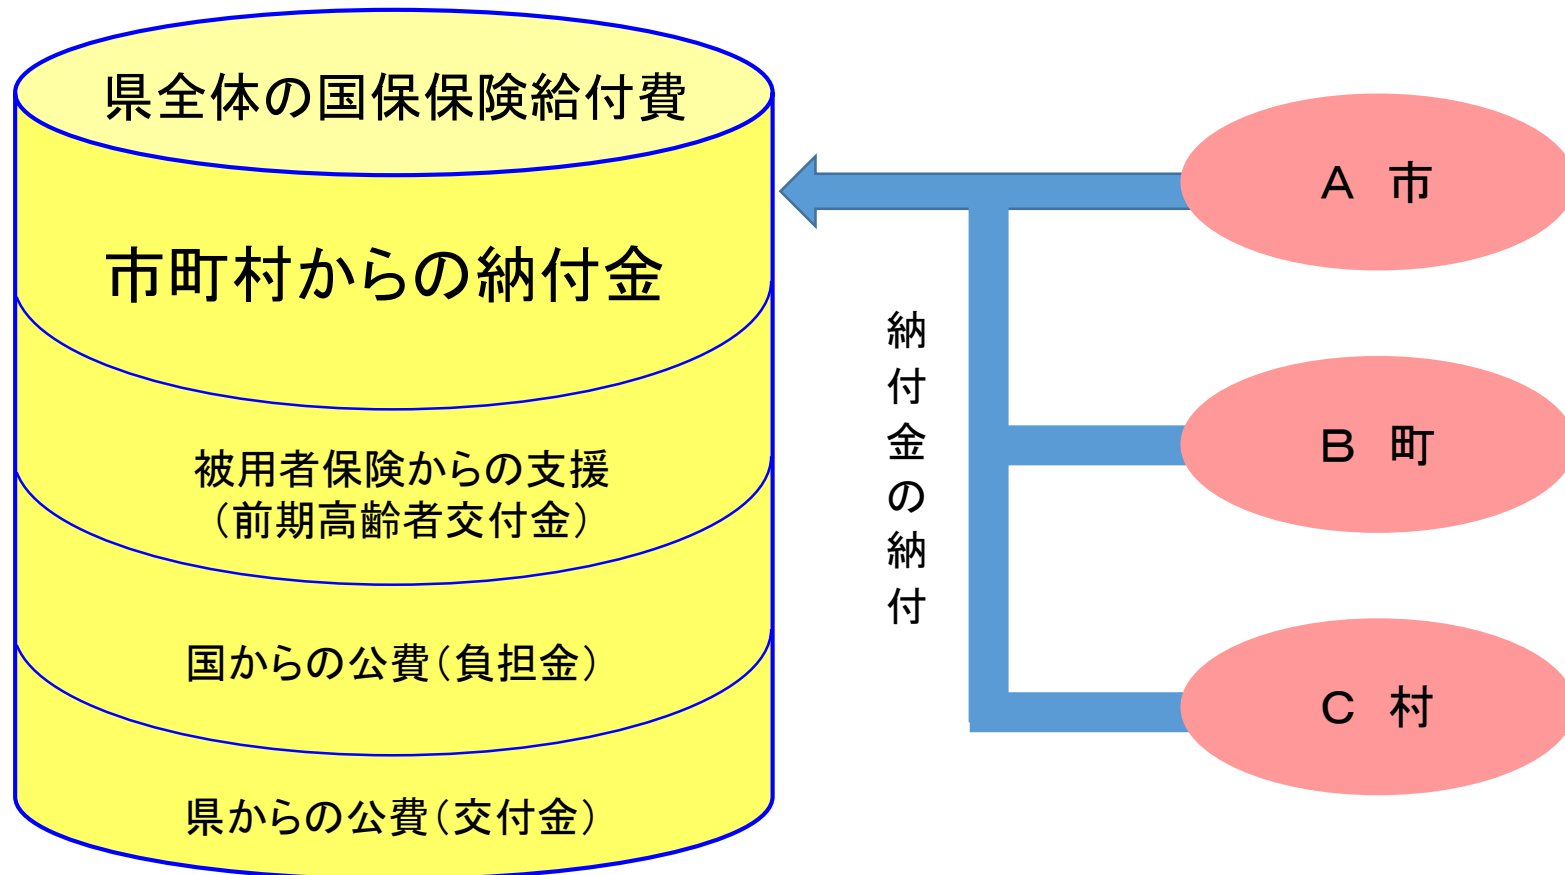 県全体の国保保険給付費
市町村からの納付金
被用者保険からの支援
（前期高齢者交付金）
国からの公費（負担金）
県からの公費（交付金）
納付金の納付
Ａ　市
Ｂ　町
Ｃ　村